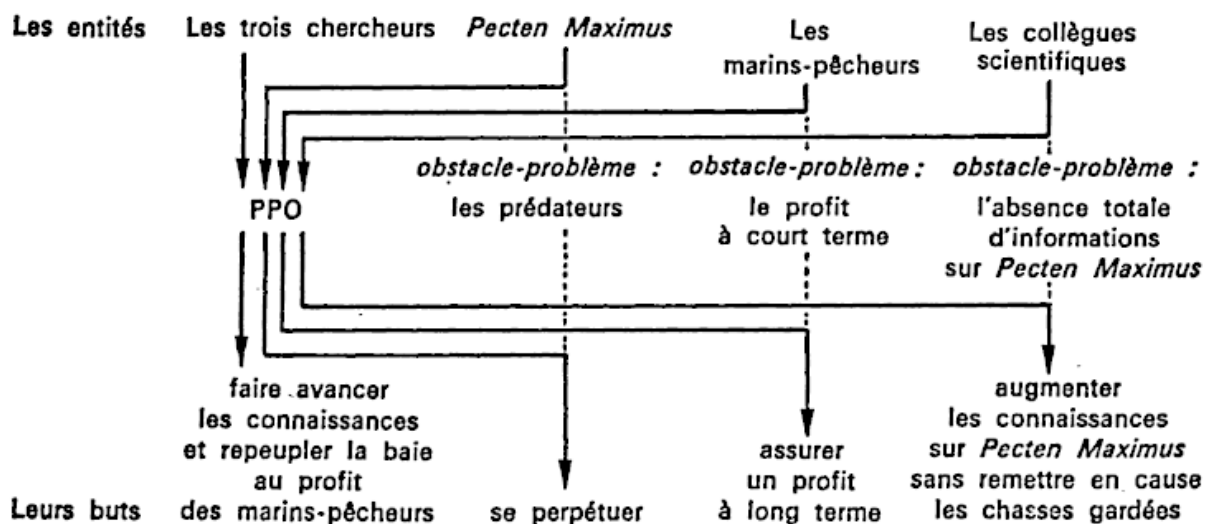 Les entités
Les trois chercheurs
Pecten Maximus
Les
marins-pêcheurs
Les collègues
scientifiques
obstacle-problème :
les prédateurs
obstacle-problème :
le profit
à court terme
obstacle-problème :
l'absence totale
d'informations
sur Pecten Maximus
PPO
Leurs buts
faire avancer
les connaissances
et repeupler la baie
au profit
des marins-pêcheurs
se perpétuer
assurer
un profit
à long terme
augmenter
les connaissances
sur Pecten Maximus
sans remettre en cause
les chasses gardées